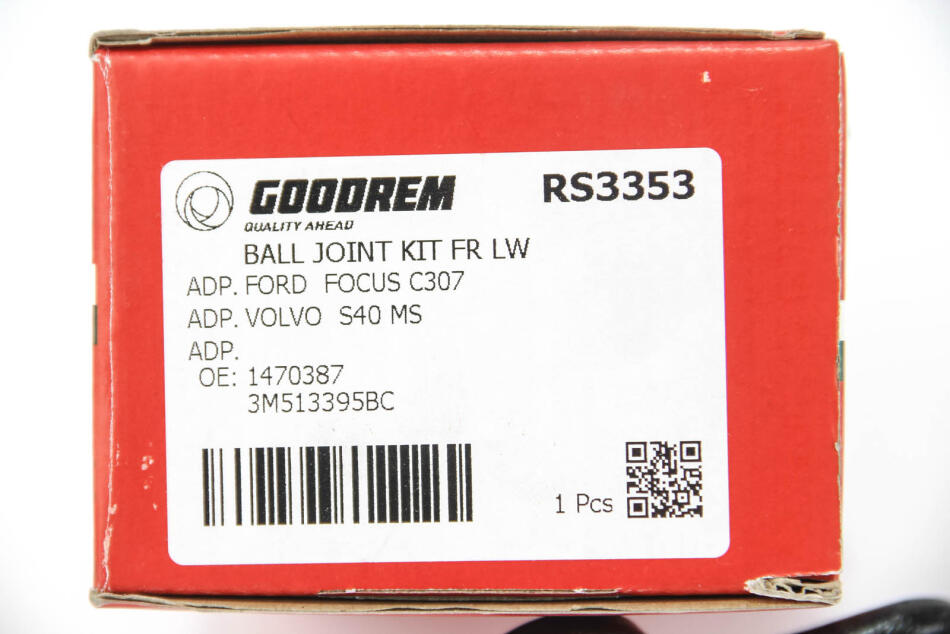 GOODREM
QUALITY AHEAD
RS3353
BALL JOINT KIT FR LW
ADP. FORD FOCUS C307
ADP. VOLVO S40 MS
ADP.
OE: 1470387
3M513395BC
1 Pcs